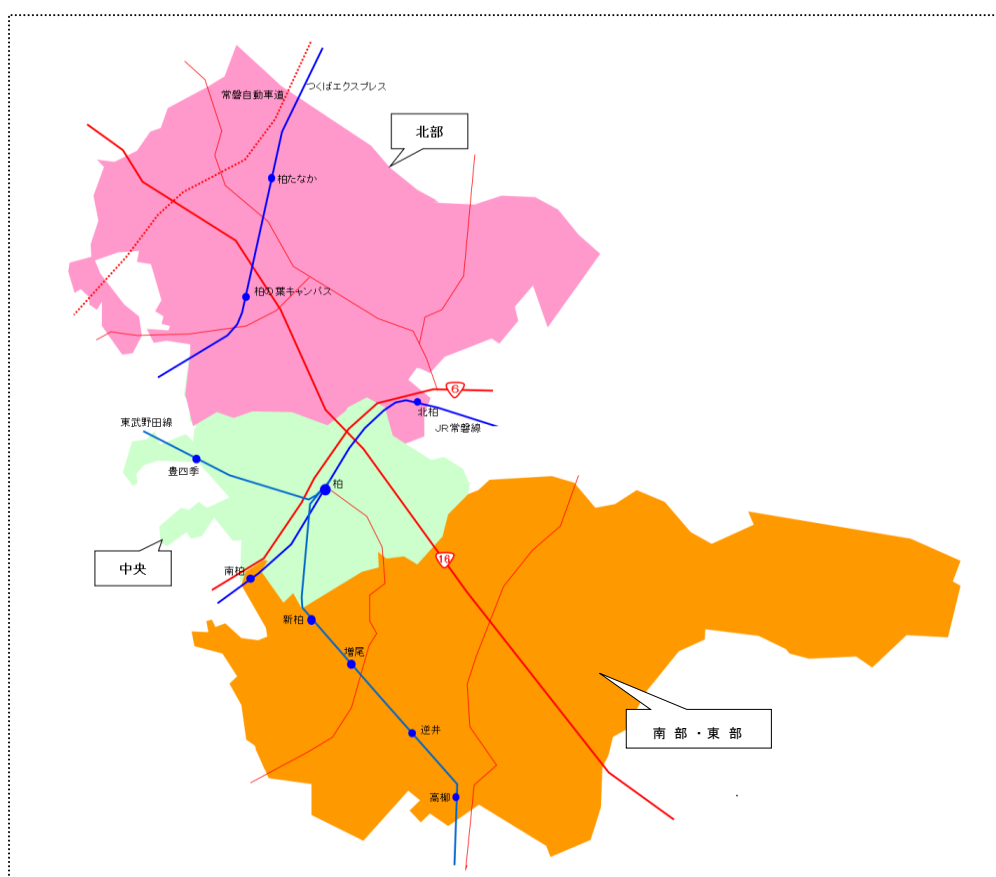 つくばエクスプレス
常磐自動車道
北部
柏たなか
柏の葉キャンパス
6
北柏
東武野田線
JR常磐線
豊四季
柏
16
中央
南柏
新柏
増尾
南部・東部
逆井
高柳